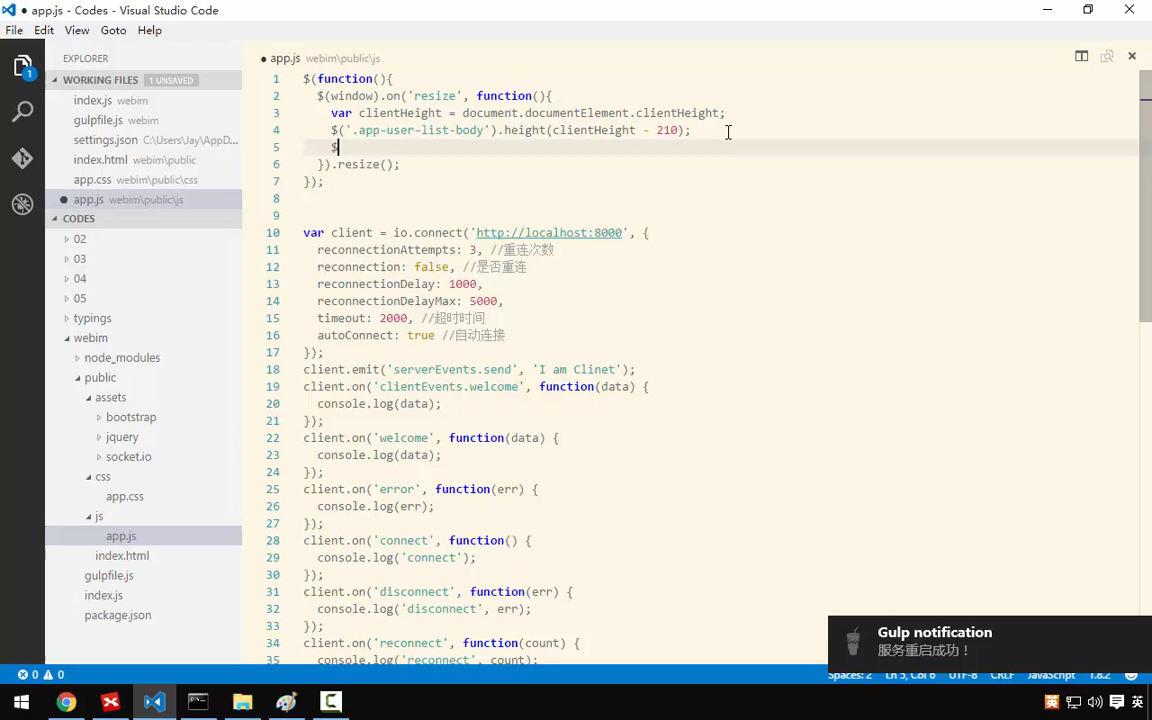 ● app.js - Codes - Visual Studio Code
File Edit View Goto Help
EXPLORER
WORKING FILES 1 UNSAVED
index.js webim
gulpfile.js webim
settings.json C:\Users\Jay\AppD...
index.html webim\public
app.css webim\public\css
● app.js webim\public\js
CODES
02
03
04
05
typings
webim
node_modules
public
assets
bootstrap
jquery
socket.io
css
app.css
js
app.js
index.html
gulpfile.js
index.js
package.json
1
● app.js webim\public\js
1 $(function(){
2 $(window).on('resize', function(){
3 var clientHeight = document.documentElement.clientHeight;
4 $('.app-user-list-body').height(clientHeight - 210);
5 $
6 }).resize();
7 });
8
9
10 var client = io.connect('http://localhost:8000', {
11 reconnectionAttempts: 3, //重连次数
12 reconnection: false, //是否重连
13 reconnectionDelay: 1000,
14 reconnectionDelayMax: 5000,
15 timeout: 2000, //超时时间
16 autoConnect: true //自动连接
17 });
18 client.emit('serverEvents.send', 'I am Clinet');
19 client.on('clientEvents.welcome', function(data) {
20 console.log(data);
21 });
22 client.on('welcome', function(data) {
23 console.log(data);
24 });
25 client.on('error', function(err) {
26 console.log(err);
27 });
28 client.on('connect', function() {
29 console.log('connect');
30 });
31 client.on('disconnect', function(err) {
32 console.log('disconnect', err);
33 });
34 client.on('reconnect', function(count) {
35 console.log('reconnect', count);
Gulp notification
服务重启成功！
0 0
Spaces: 2 Ln 5, Col 6 UTF-8 CRLF JavaScript 1.8.2
英 英